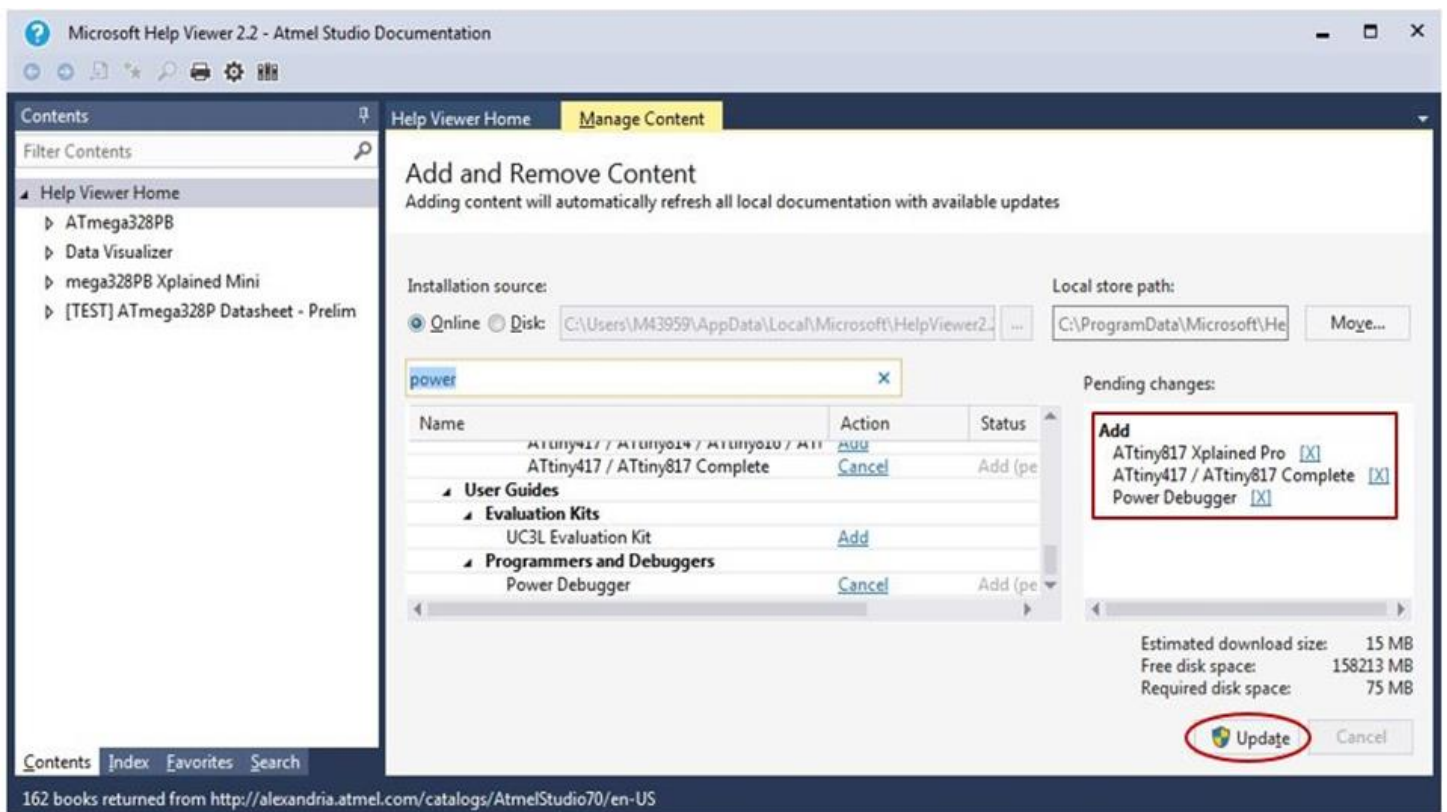 Microsoft Help Viewer 2.2 - Atmel Studio Documentation
Contents
Filter Contents
Help Viewer Home
ATmega328PB
Data Visualizer
mega328PB Xplained Mini
[TEST] ATmega328P Datasheet - Prelim
Help Viewer Home Manage Content
Add and Remove Content
Adding content will automatically refresh all local documentation with available updates
Installation source: Local store path:
Online Disk: C:\Users\M43959\AppData\Local\Microsoft\HelpViewer2. ... C:\ProgramData\Microsoft\He Move...
power
Pending changes:
Name Action Status
ATtiny417 / ATtiny814 / ATtiny816 / ATt Add
ATtiny417 / ATtiny817 Complete Cancel Add (pe
User Guides
Evaluation Kits
UC3L Evaluation Kit Add
Programmers and Debuggers
Power Debugger Cancel Add (pe
Add
ATtiny817 Xplained Pro [X]
ATtiny417 / ATtiny817 Complete [X]
Power Debugger [X]
Estimated download size: 15 MB
Free disk space: 158213 MB
Required disk space: 75 MB
Update Cancel
Contents Index Favorites Search
162 books returned from http://alexandria.atmel.com/catalogs/AtmelStudio70/en-US